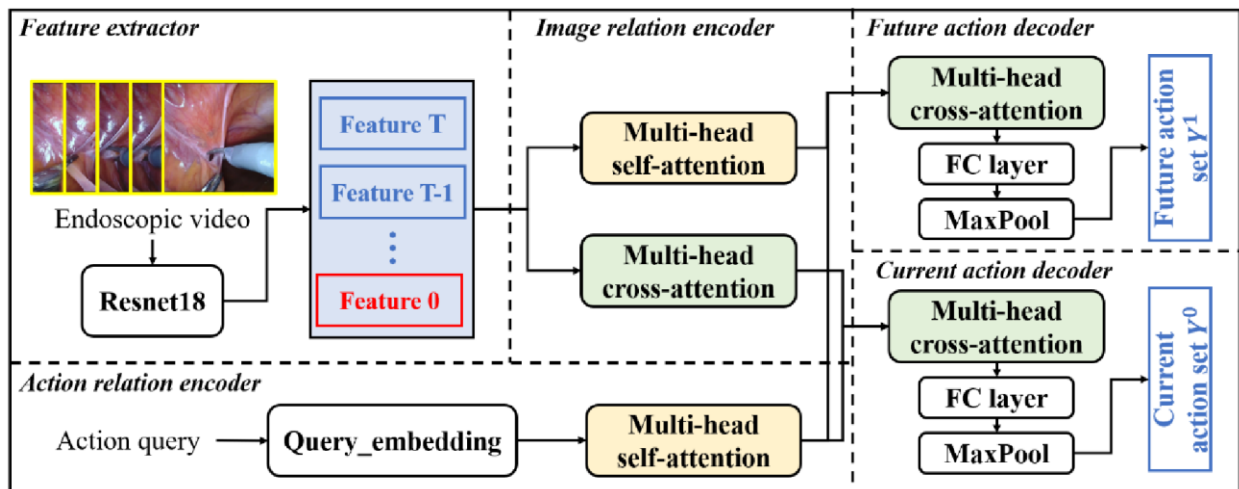 Feature extractor
Endoscopic video
Resnet18
Feature T
Feature T-1
Feature 0
Image relation encoder
Multi-head
self-attention
Multi-head
cross-attention
Action relation encoder
Action query
Query_embedding
Multi-head
self-attention
Future action decoder
Multi-head
cross-attention
FC layer
MaxPool
Future action
set Y¹
Current action decoder
Multi-head
cross-attention
FC layer
MaxPool
Current
action set Y⁰